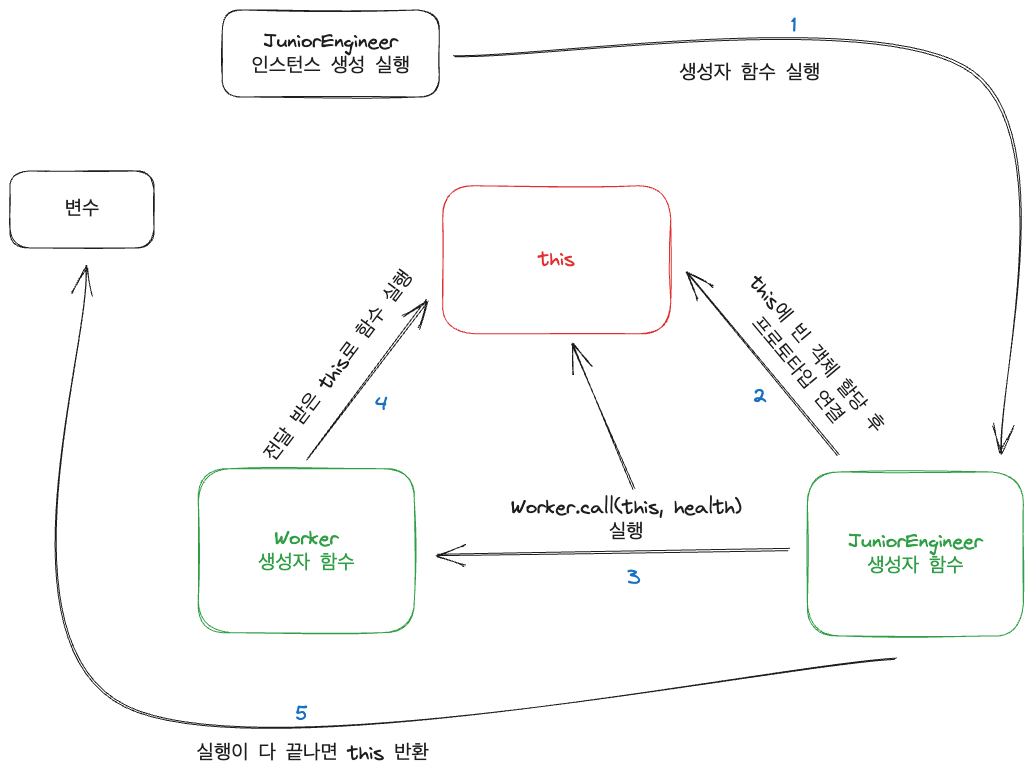 JuniorEngineer
인스턴스 생성 실행
1
생성자 함수 실행
변수
this
전달 받은 this로 함수 실행
4
this에 빈 객체 할당 후
프로토타입 연결
2
Worker.call(this, health)
실행
3
Worker
생성자 함수
JuniorEngineer
생성자 함수
5
실행이 다 끝나면 this 반환